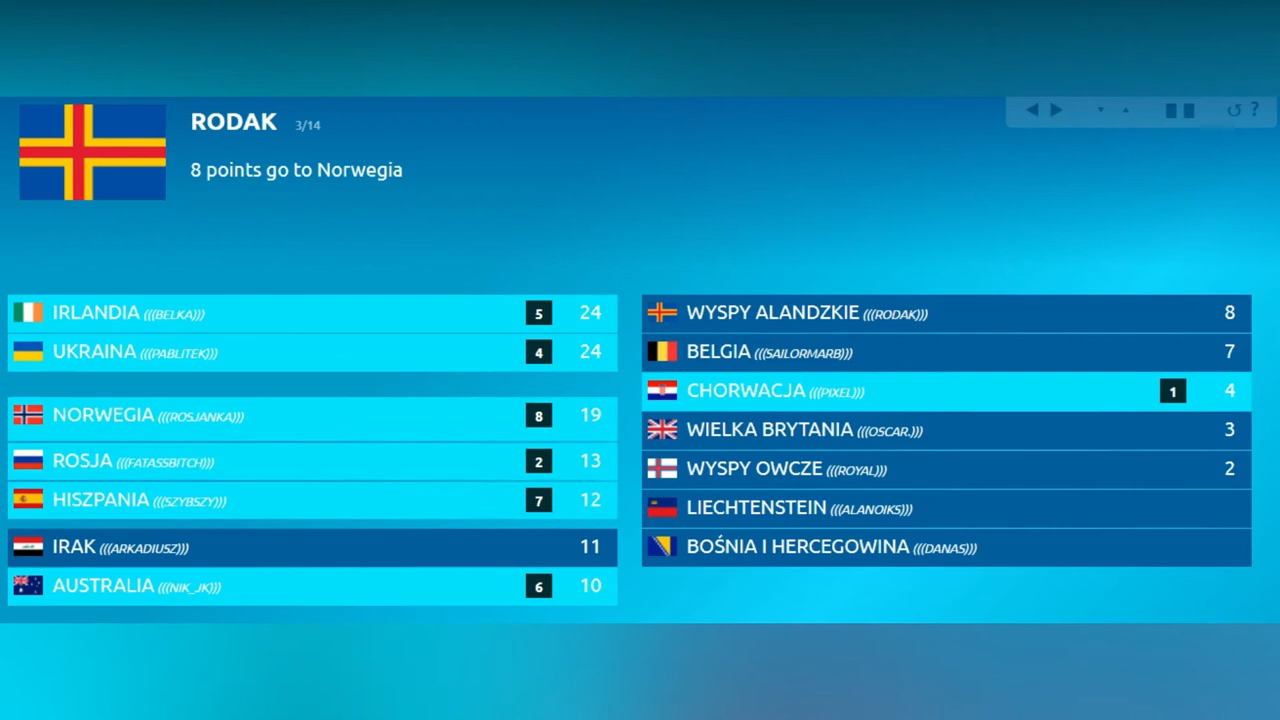 RODAK 3/14
8 points go to Norwegia
?
IRLANDIA (((BELKA))) 5 24
UKRAINA (((PABLITEK))) 4 24
NORWEGIA (((ROSJANKA))) 8 19
ROSJA (((FATASSBITCH))) 2 13
HISZPANIA (((SZYBSZY))) 7 12
IRAK (((ARKADIUSZ))) 11
AUSTRALIA (((NIK_JK))) 6 10
WYSPY ALANDZKIE (((RODAK))) 8
BELGIA (((SAILORMARB))) 7
CHORWACJA (((PIXEL))) 1 4
WIELKA BRYTANIA (((OSCAR.))) 3
WYSPY OWCZE (((ROYAL))) 2
LIECHTENSTEIN (((ALANOIKS)))
BOŚNIA I HERCEGOWINA (((DANAS)))